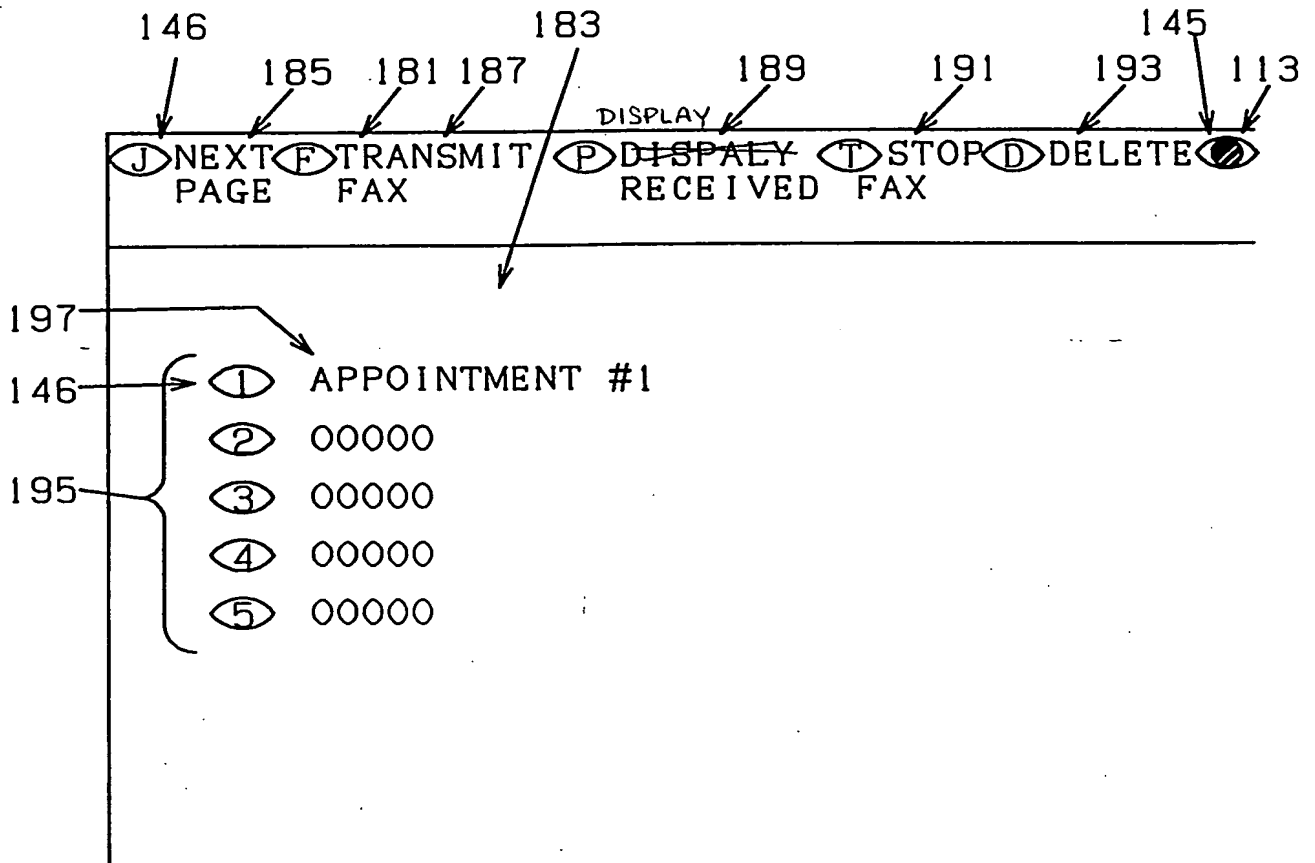 146 183 145
185 181 187 189 191 193 113
DISPLAY
J NEXT F TRANSMIT P DISPALY T STOP D DELETE
PAGE FAX RECEIVED FAX
197
146 1 APPOINTMENT #1
2 00000
195 3 00000
4 00000
5 00000